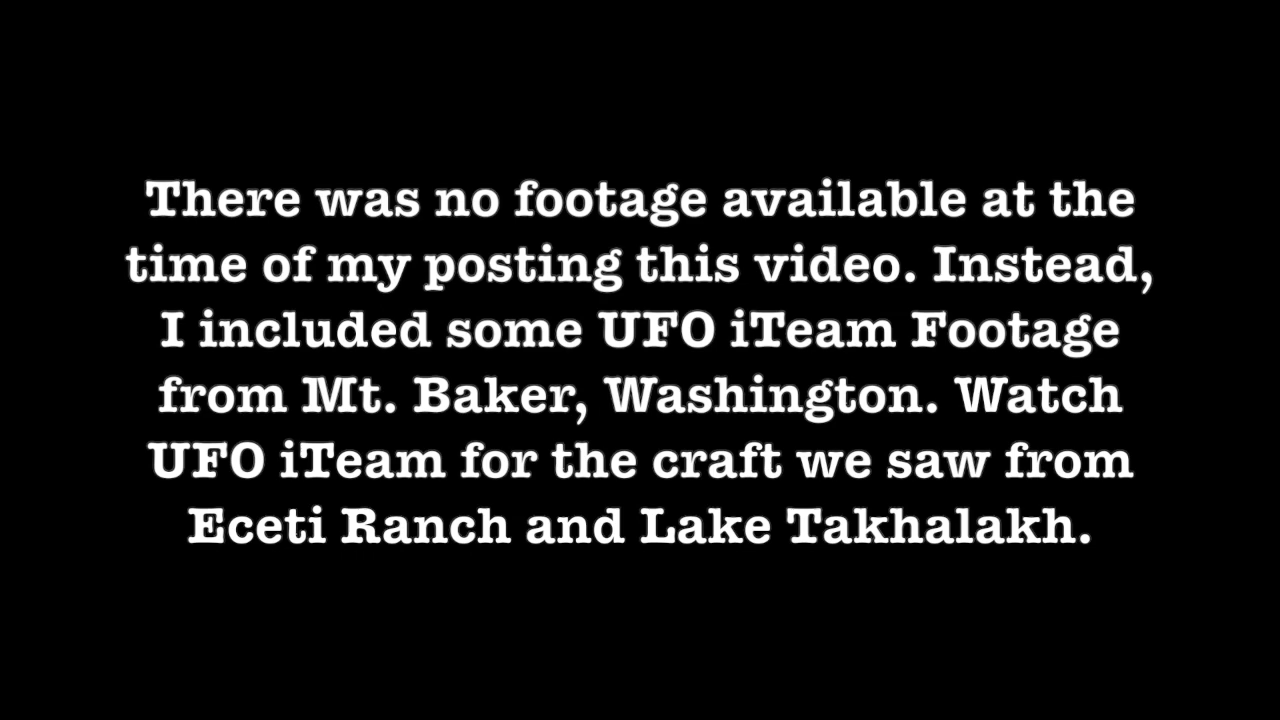 There was no footage available at the
time of my posting this video. Instead,
I included some UFO iTeam Footage
from Mt. Baker, Washington. Watch
UFO iTeam for the craft we saw from
Eceti Ranch and Lake Takhalakh.